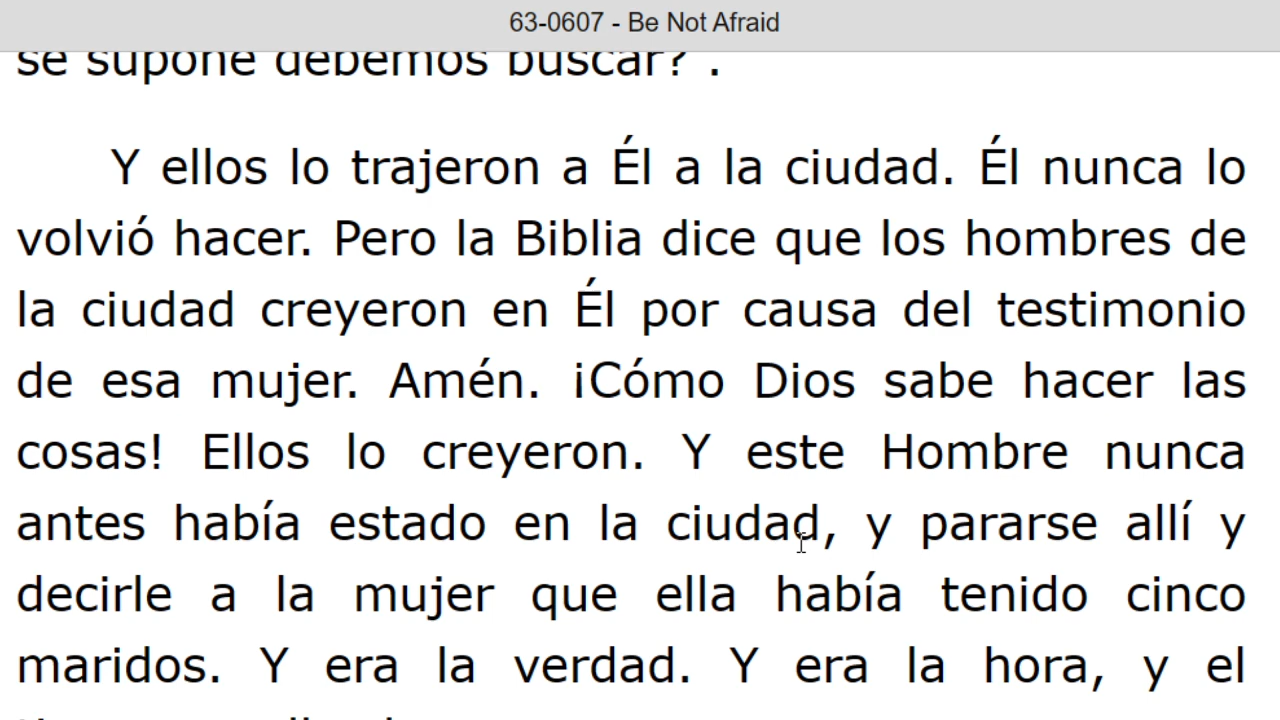 63-0607 - Be Not Afraid
se supone debemos buscar? .
Y ellos lo trajeron a Él a la ciudad. Él nunca lo
volvió hacer. Pero la Biblia dice que los hombres de
la ciudad creyeron en Él por causa del testimonio
de esa mujer. Amén. ¡Cómo Dios sabe hacer las
cosas! Ellos lo creyeron. Y este Hombre nunca
antes había estado en la ciudad, y pararse allí y
decirle a la mujer que ella había tenido cinco
maridos. Y era la verdad. Y era la hora, y el